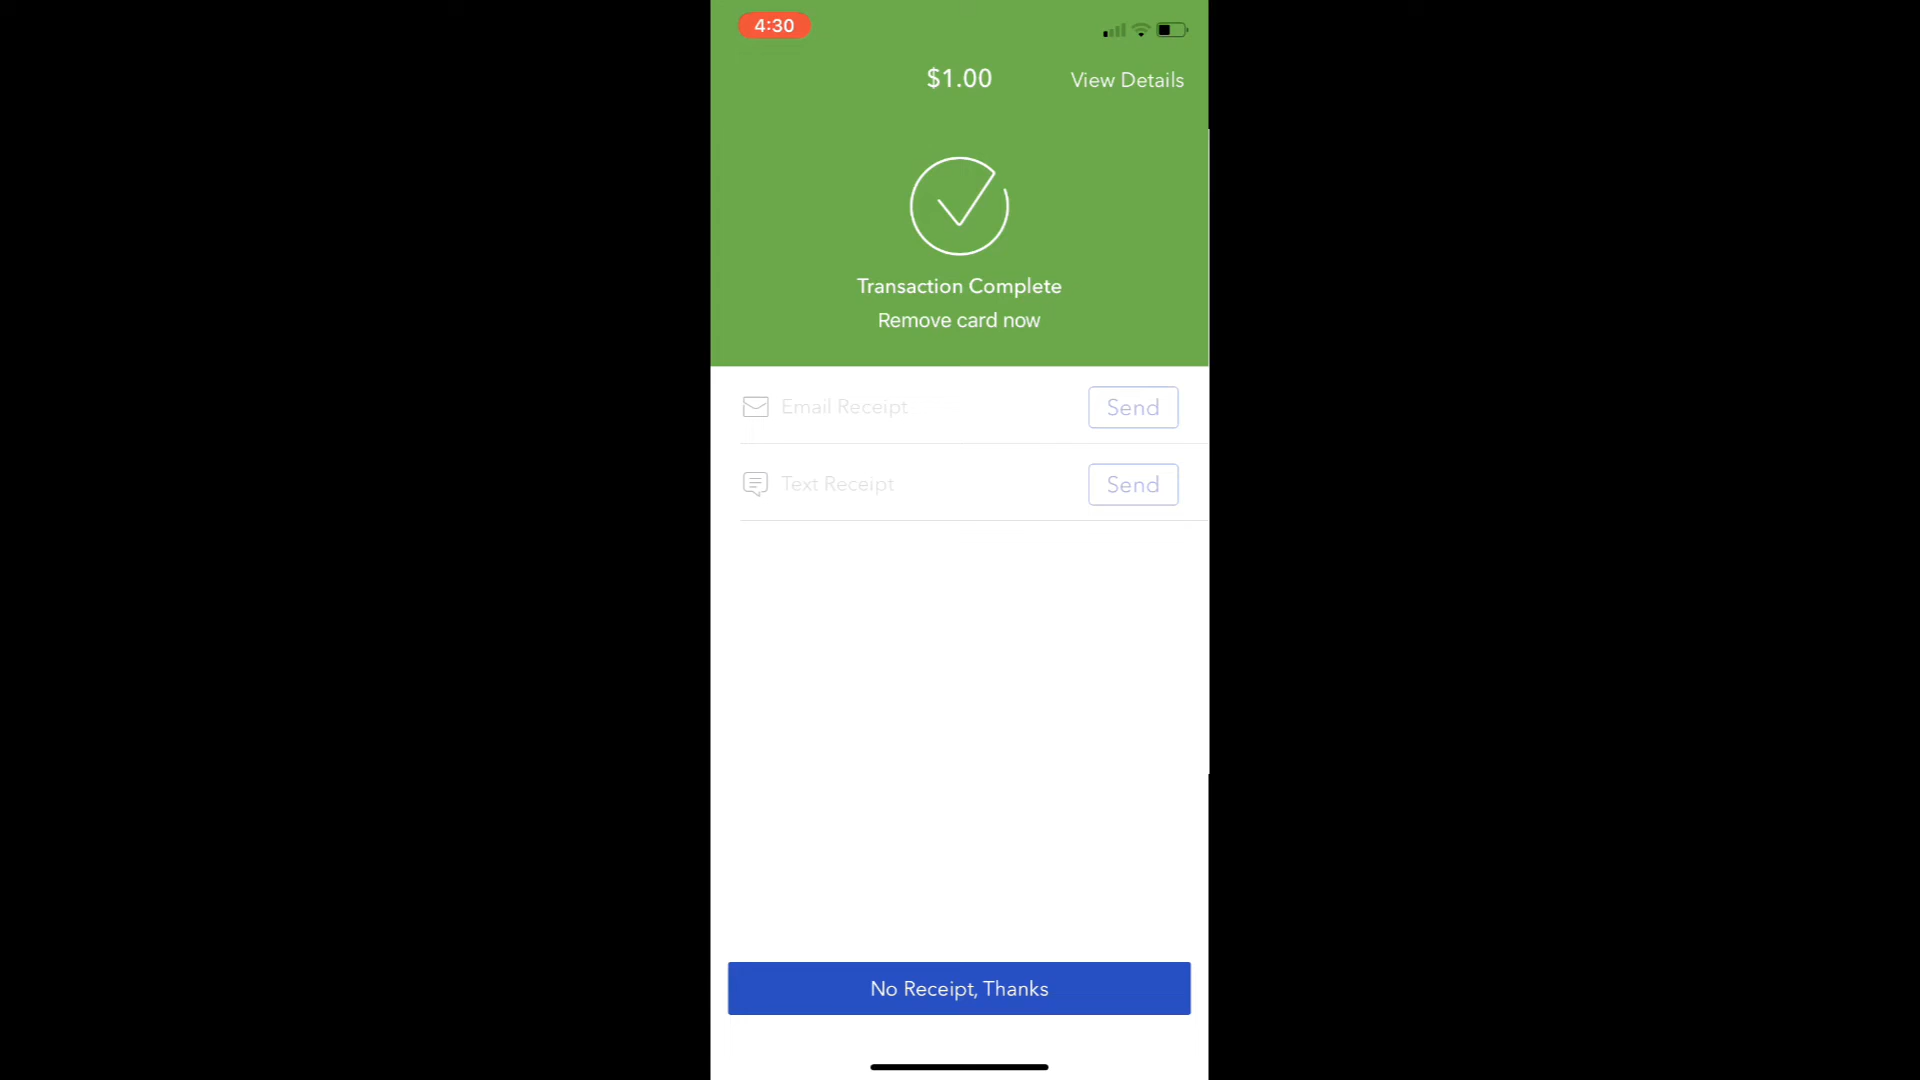 4:30
$1.00
View Details
Transaction Complete
Remove card now
Email Receipt
Send
Text Receipt
Send
No Receipt, Thanks